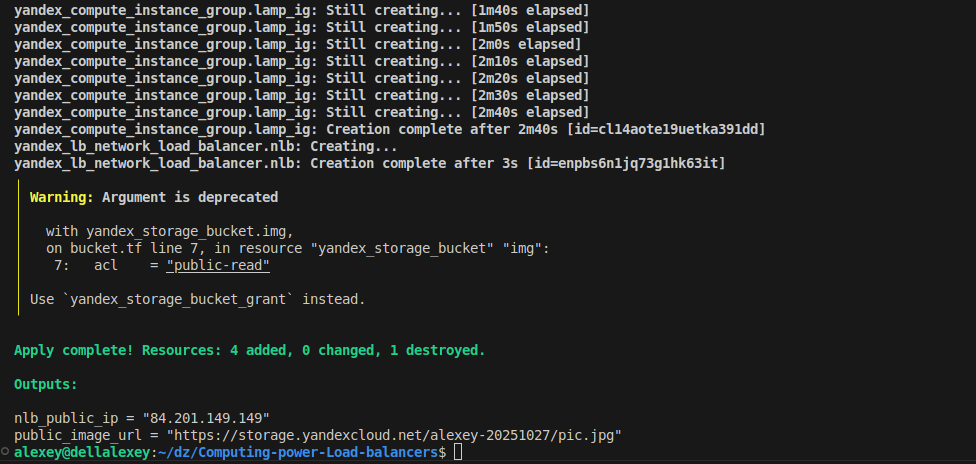 yandex_compute_instance_group.lamp_ig: Still creating... [1m40s elapsed]
yandex_compute_instance_group.lamp_ig: Still creating... [1m50s elapsed]
yandex_compute_instance_group.lamp_ig: Still creating... [2m0s elapsed]
yandex_compute_instance_group.lamp_ig: Still creating... [2m10s elapsed]
yandex_compute_instance_group.lamp_ig: Still creating... [2m20s elapsed]
yandex_compute_instance_group.lamp_ig: Still creating... [2m30s elapsed]
yandex_compute_instance_group.lamp_ig: Still creating... [2m40s elapsed]
yandex_compute_instance_group.lamp_ig: Creation complete after 2m40s [id=cl14aote19uetka391dd]
yandex_lb_network_load_balancer.nlb: Creating...
yandex_lb_network_load_balancer.nlb: Creation complete after 3s [id=enpbs6n1jq73g1hk63it]
Warning: Argument is deprecated
with yandex_storage_bucket.img,
on bucket.tf line 7, in resource "yandex_storage_bucket" "img":
7:   acl    = "public-read"
Use `yandex_storage_bucket_grant` instead.
Apply complete! Resources: 4 added, 0 changed, 1 destroyed.
Outputs:
nlb_public_ip = "84.201.149.149"
public_image_url = "https://storage.yandexcloud.net/alexey-20251027/pic.jpg"
alexey@dellalexey:~/dz/Computing-power-Load-balancers$